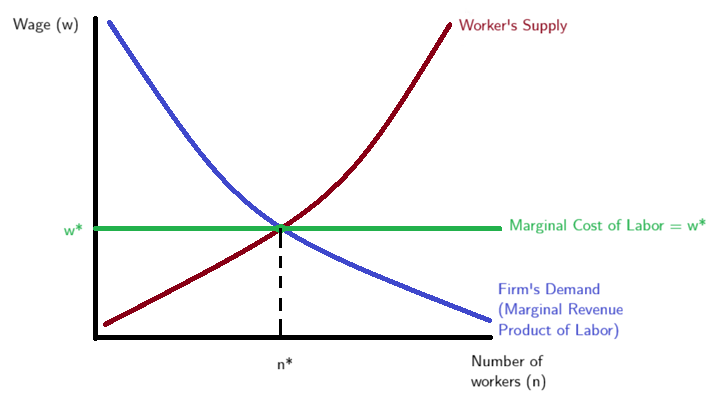 Wage (w)
Worker's Supply
w*
Marginal Cost of Labor = w*
Firm's Demand
(Marginal Revenue
Product of Labor)
n*
Number of
workers (n)